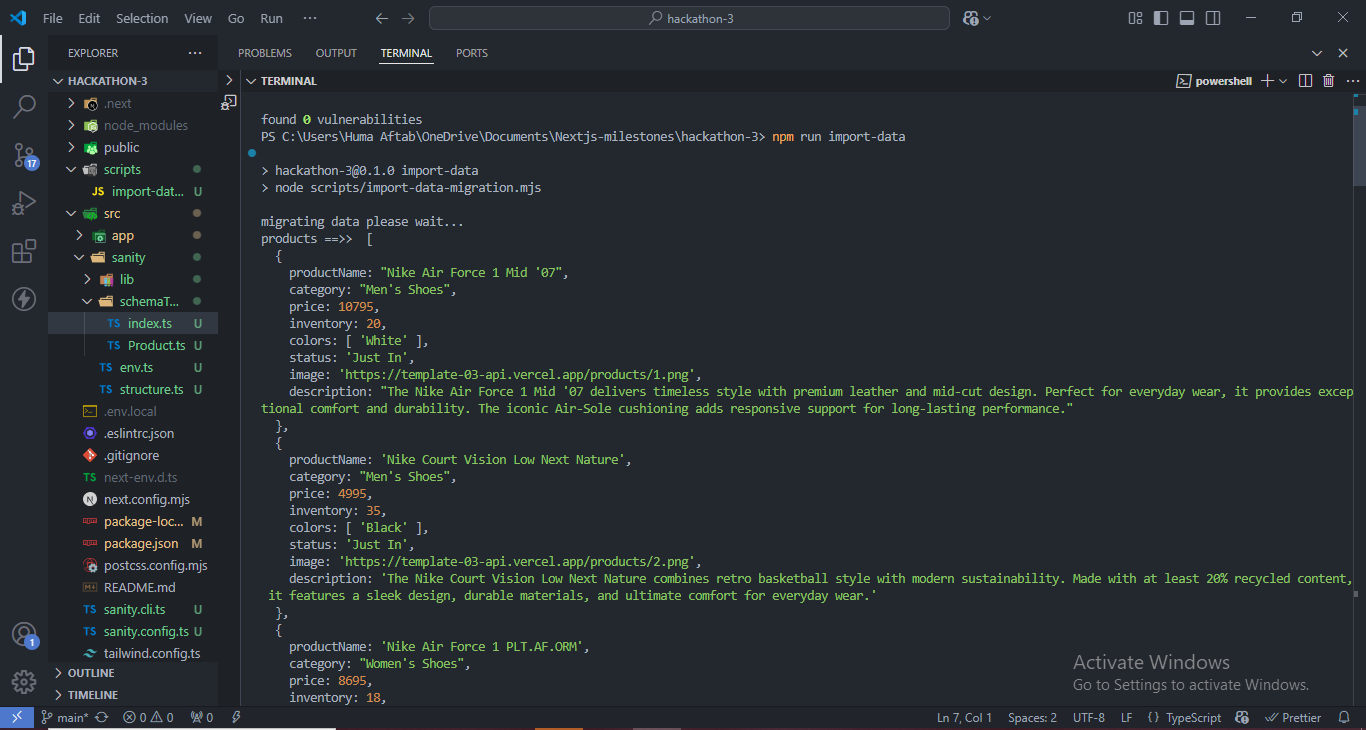 File Edit Selection View Go Run ··· hackathon-3
EXPLORER ···
PROBLEMS OUTPUT TERMINAL PORTS
HACKATHON-3
.next
node_modules
public
scripts
JS import-dat... U
src
app
sanity
lib
schemaT...
TS index.ts U
TS Product.ts U
TS env.ts U
TS structure.ts U
.env.local
.eslintrc.json
.gitignore
TS next-env.d.ts
N next.config.mjs
package-loc... M
package.json M
postcss.config.mjs
README.md
TS sanity.cli.ts U
TS sanity.config.ts U
tailwind.config.ts
OUTLINE
TIMELINE
17
1
TERMINAL
powershell
found 0 vulnerabilities
PS C:\Users\Huma Aftab\OneDrive\Documents\Nextjs-milestones\hackathon-3> npm run import-data
> hackathon-3@0.1.0 import-data
> node scripts/import-data-migration.mjs
migrating data please wait...
products ==>> [
{
productName: "Nike Air Force 1 Mid '07",
category: "Men's Shoes",
price: 10795,
inventory: 20,
colors: [ 'White' ],
status: 'Just In',
image: 'https://template-03-api.vercel.app/products/1.png',
description: "The Nike Air Force 1 Mid '07 delivers timeless style with premium leather and mid-cut design. Perfect for everyday wear, it provides excep
tional comfort and durability. The iconic Air-Sole cushioning adds responsive support for long-lasting performance."
},
{
productName: 'Nike Court Vision Low Next Nature',
category: "Men's Shoes",
price: 4995,
inventory: 35,
colors: [ 'Black' ],
status: 'Just In',
image: 'https://template-03-api.vercel.app/products/2.png',
description: 'The Nike Court Vision Low Next Nature combines retro basketball style with modern sustainability. Made with at least 20% recycled content,
it features a sleek design, durable materials, and ultimate comfort for everyday wear.'
},
{
productName: 'Nike Air Force 1 PLT.AF.ORM',
category: "Women's Shoes",
price: 8695,
inventory: 18,
Activate Windows
Go to Settings to activate Windows.
main* 0 0 0 Ln 7, Col 1 Spaces: 2 UTF-8 LF {} TypeScript Prettier